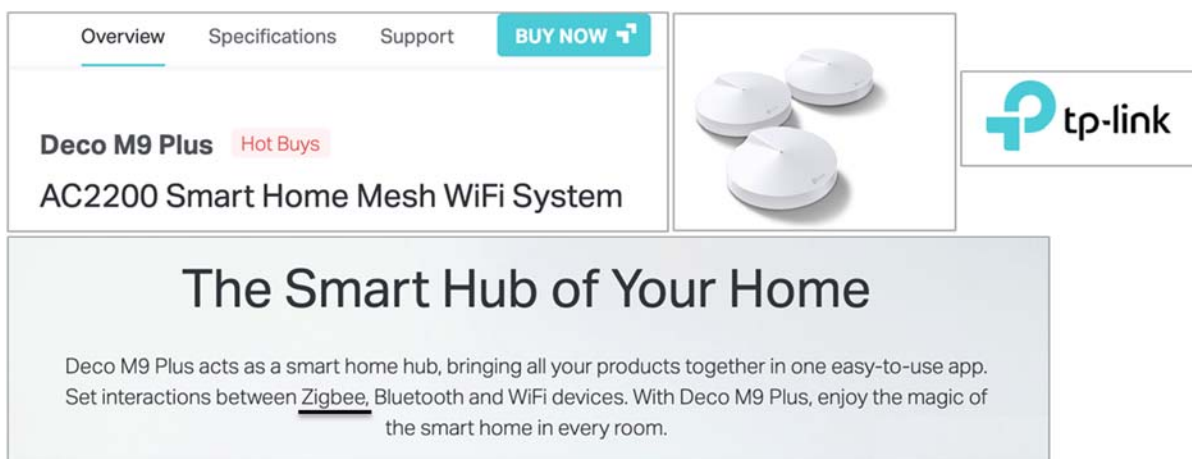 Overview Specifications Support BUY NOW
Deco M9 Plus Hot Buys
AC2200 Smart Home Mesh WiFi System
tp-link
The Smart Hub of Your Home
Deco M9 Plus acts as a smart home hub, bringing all your products together in one easy-to-use app.
Set interactions between Zigbee, Bluetooth and WiFi devices. With Deco M9 Plus, enjoy the magic of
the smart home in every room.